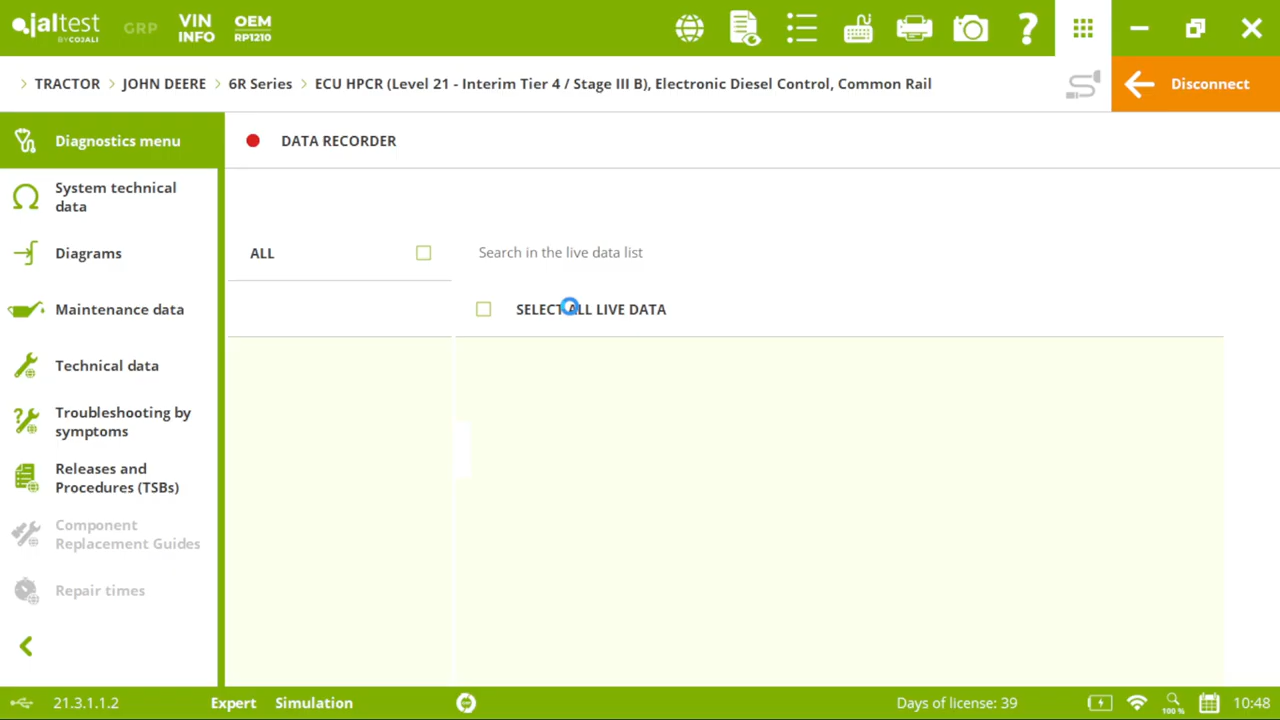 jaltest
BY COJALI
GRP
VIN
INFO
OEM
RP1210
TRACTOR
JOHN DEERE
6R Series
ECU HPCR (Level 21 - Interim Tier 4 / Stage III B), Electronic Diesel Control, Common Rail
Disconnect
Diagnostics menu
DATA RECORDER
System technical
data
Diagrams
Maintenance data
Technical data
Troubleshooting by
symptoms
Releases and
Procedures (TSBs)
Component
Replacement Guides
Repair times
ALL
Search in the live data list
SELECT ALL LIVE DATA
21.3.1.1.2
Expert
Simulation
Days of license: 39
100 %
10:48